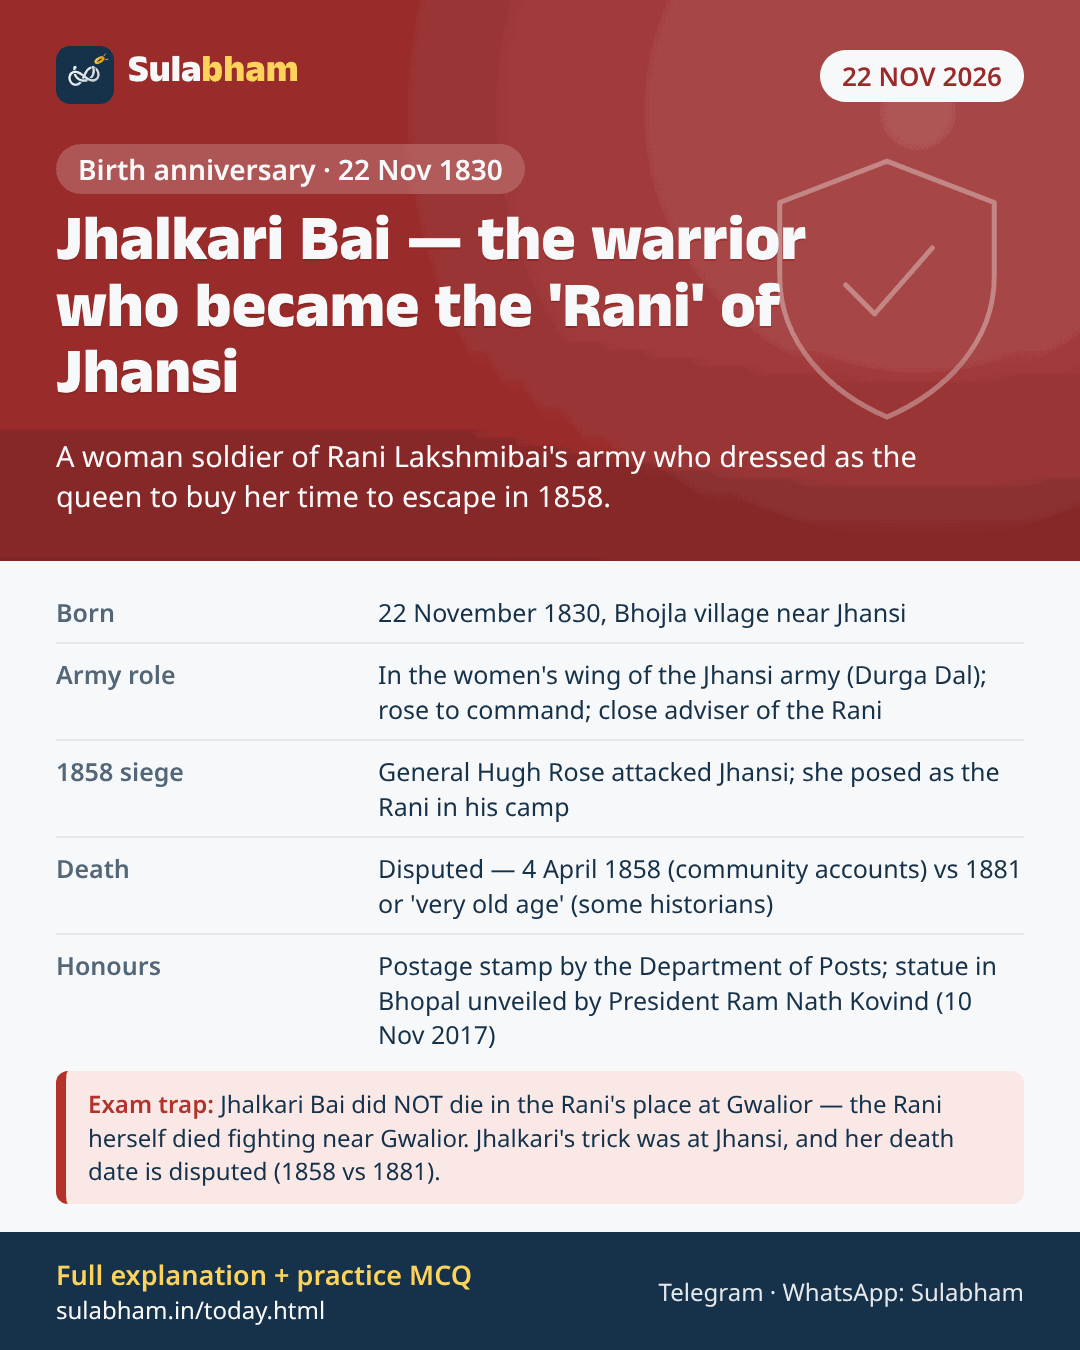 Sulabham
22 NOV 2026
Birth anniversary · 22 Nov 1830
Jhalkari Bai — the warrior
who became the 'Rani' of
Jhansi
A woman soldier of Rani Lakshmibai's army who dressed as the
queen to buy her time to escape in 1858.
Born
22 November 1830, Bhojla village near Jhansi
Army role
In the women's wing of the Jhansi army (Durga Dal);
rose to command; close adviser of the Rani
1858 siege
General Hugh Rose attacked Jhansi; she posed as the
Rani in his camp
Death
Disputed — 4 April 1858 (community accounts) vs 1881
or 'very old age' (some historians)
Honours
Postage stamp by the Department of Posts; statue in
Bhopal unveiled by President Ram Nath Kovind (10
Nov 2017)
Exam trap: Jhalkari Bai did NOT die in the Rani's place at Gwalior — the Rani
herself died fighting near Gwalior. Jhalkari's trick was at Jhansi, and her death
date is disputed (1858 vs 1881).
Full explanation + practice MCQ
sulabham.in/today.html
Telegram · WhatsApp: Sulabham